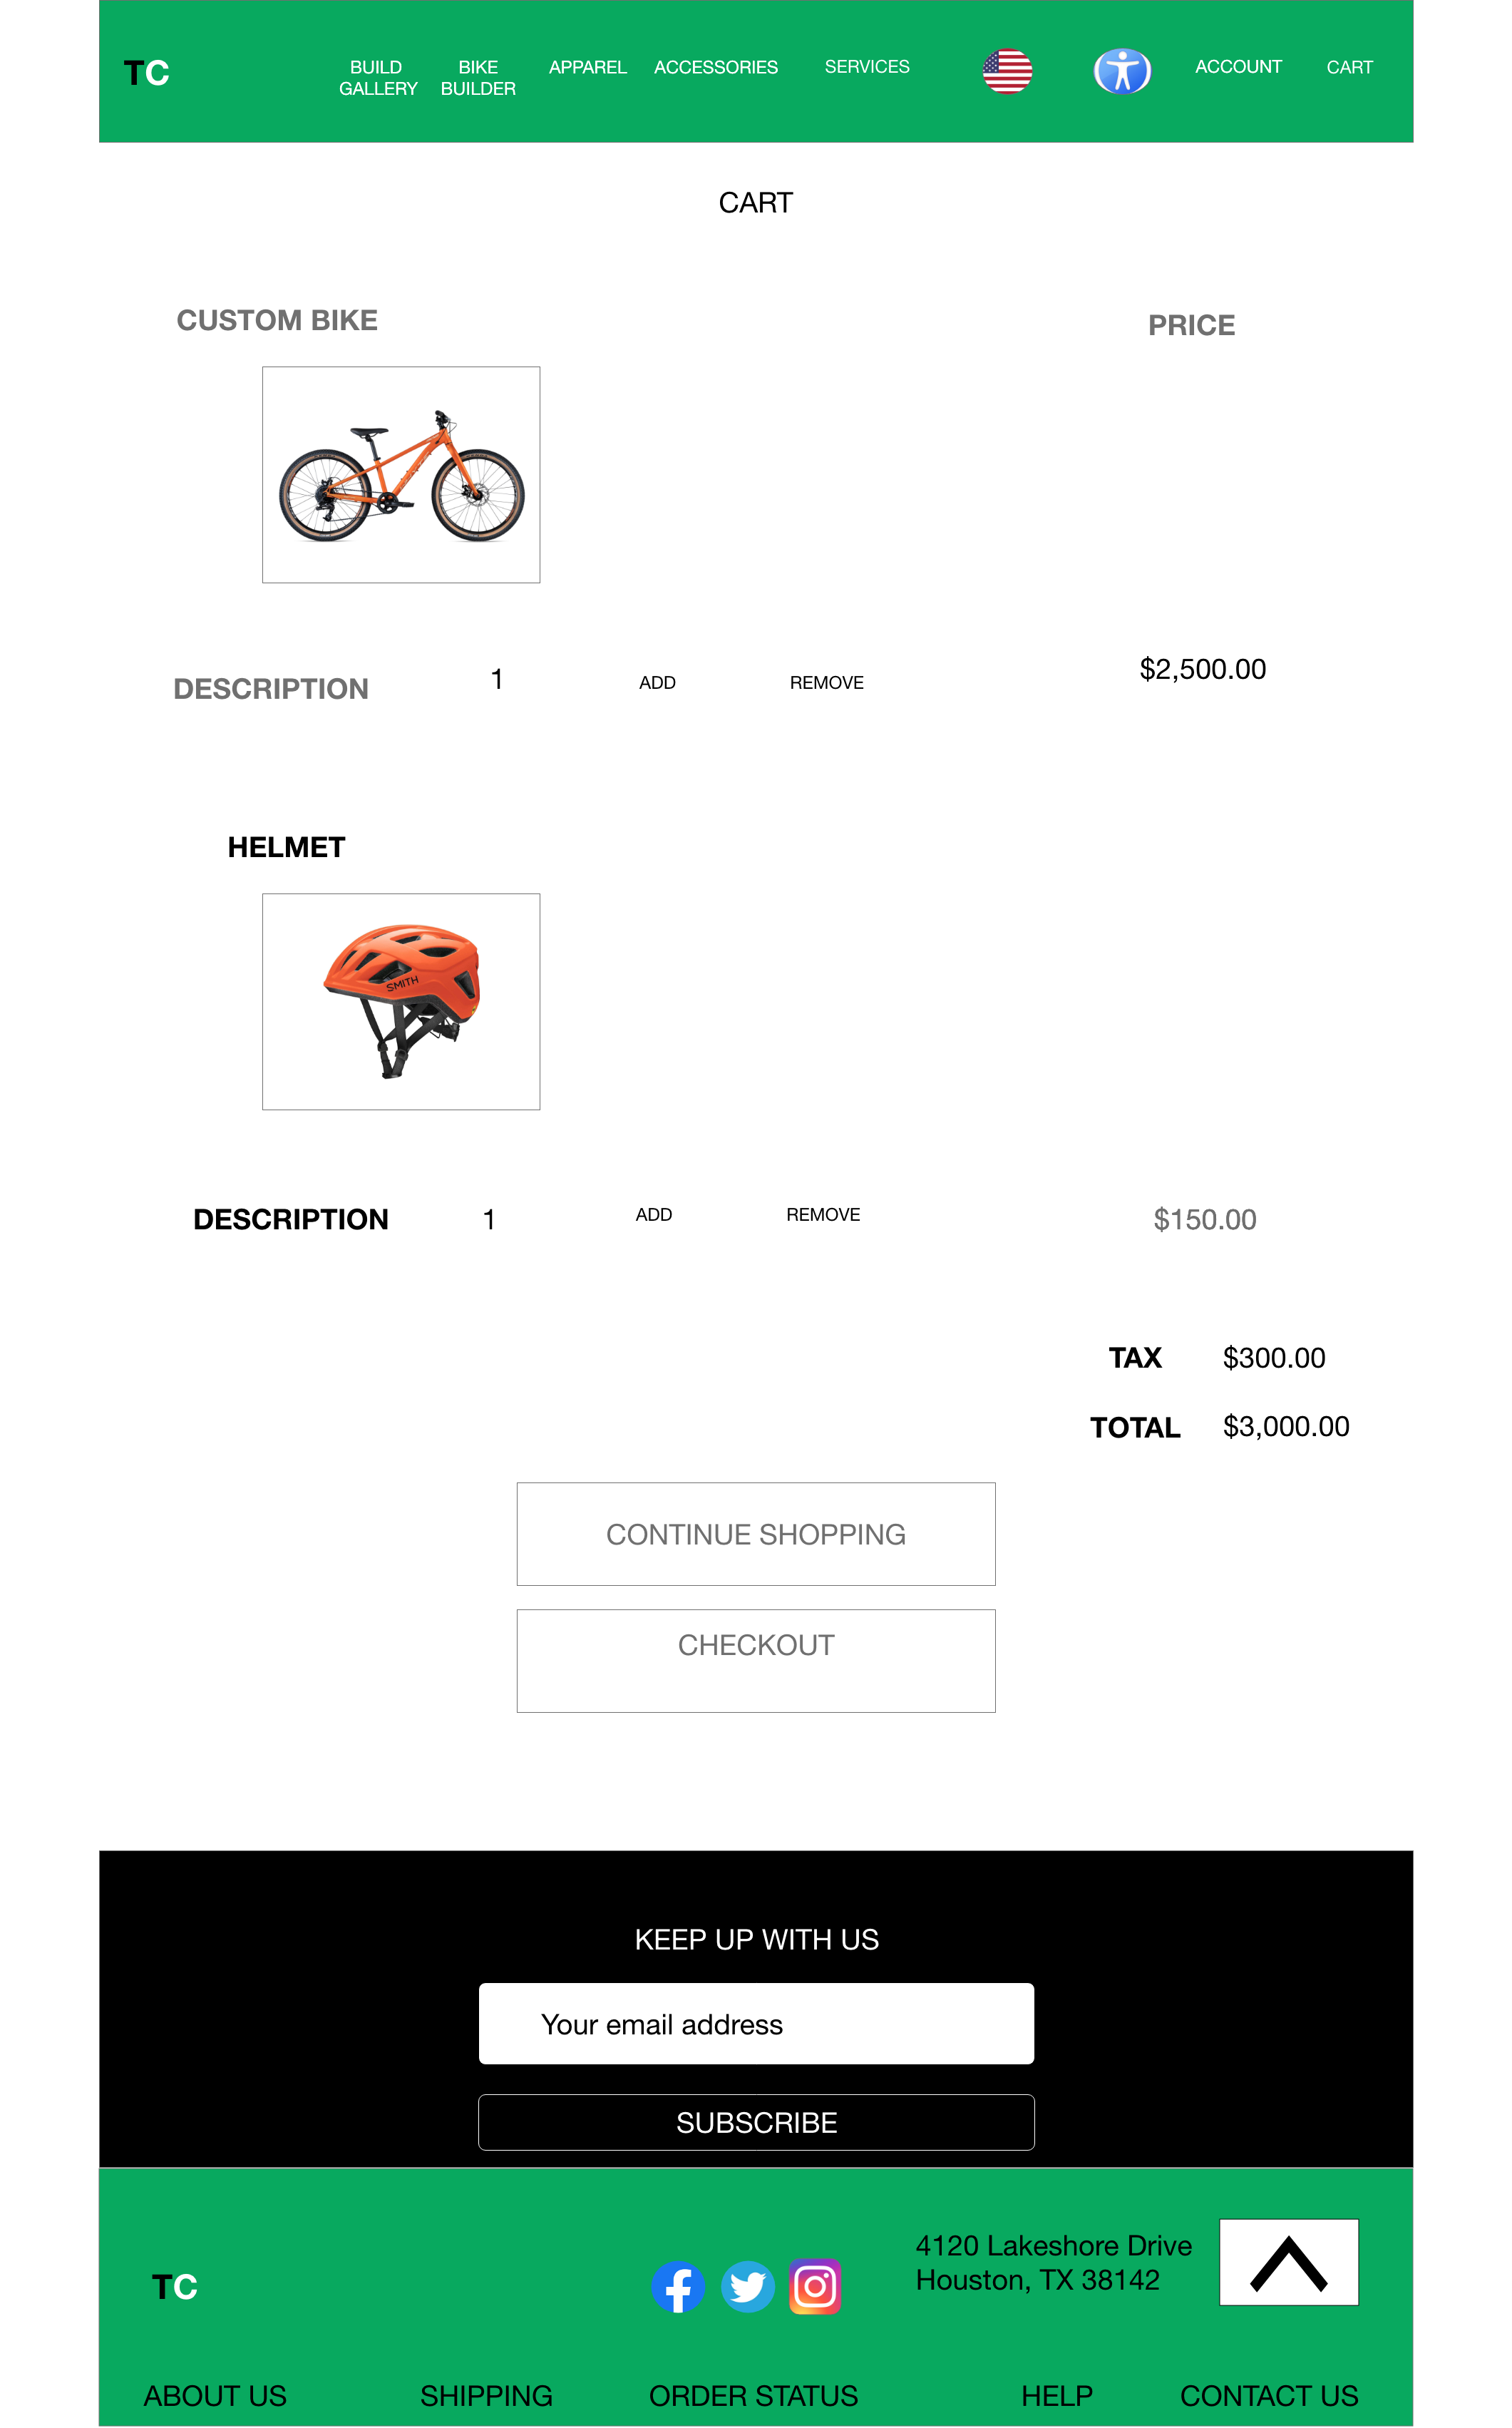 TC
BUILD
GALLERY
BIKE
BUILDER
APPAREL
ACCESSORIES
SERVICES
ACCOUNT
CART
CART
CUSTOM BIKE
PRICE
DESCRIPTION
1
ADD
REMOVE
$2,500.00
HELMET
SMITH
DESCRIPTION
1
ADD
REMOVE
$150.00
TAX
$300.00
TOTAL
$3,000.00
CONTINUE SHOPPING
CHECKOUT
KEEP UP WITH US
Your email address
SUBSCRIBE
TC
4120 Lakeshore Drive
Houston, TX 38142
ABOUT US
SHIPPING
ORDER STATUS
HELP
CONTACT US